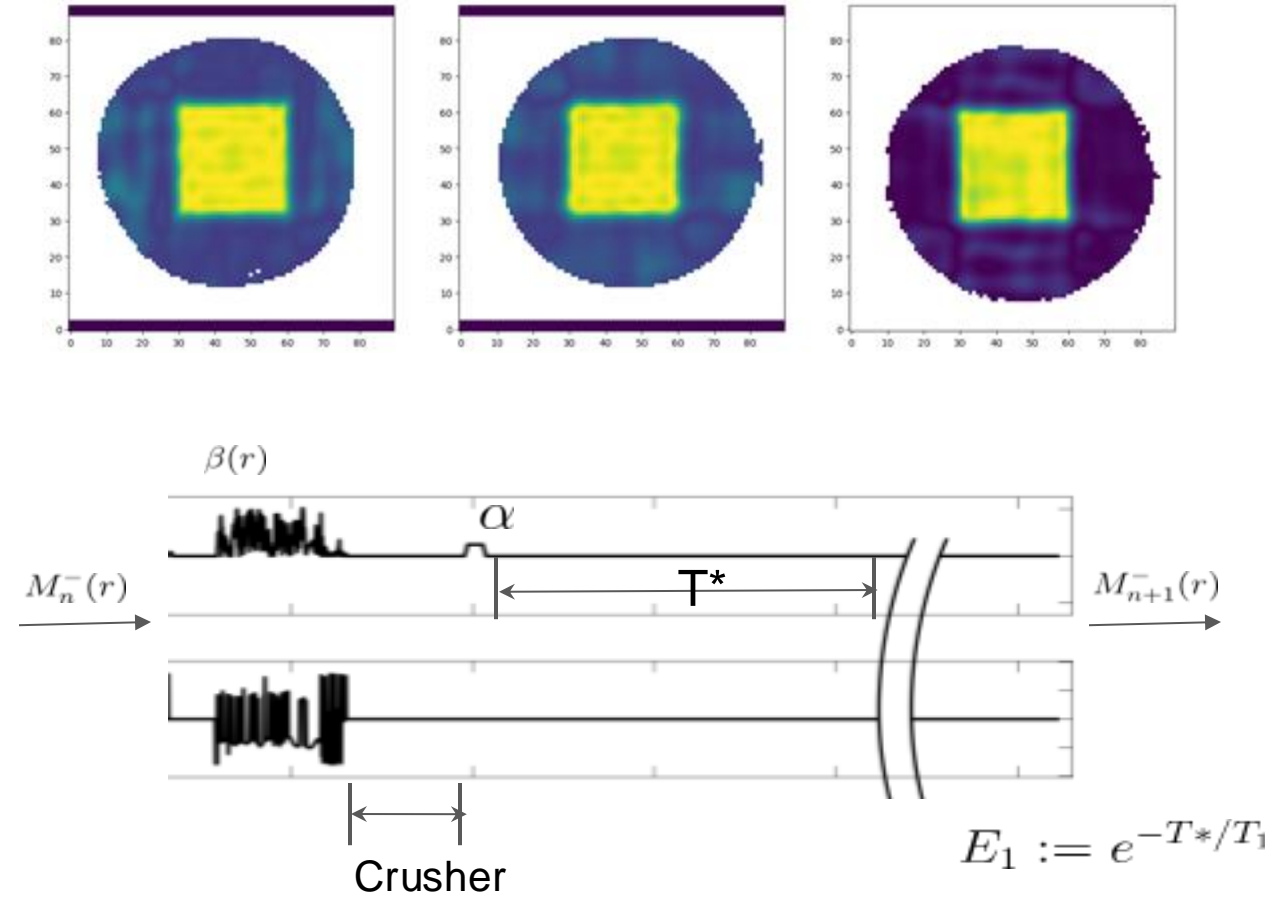 80 80 80
70 70 70
60 60 60
50 50 50
40 40 40
30 30 30
20 20 20
10 10 10
0 0 0
0 10 20 30 40 50 60 70 80 0 10 20 30 40 50 60 70 80 0 10 20 30 40 50 60 70 80
β(r)
α
T*
M_n^-(r)
M_{n+1}^-(r)
Crusher
E_1 := e^{-T*/T_1}